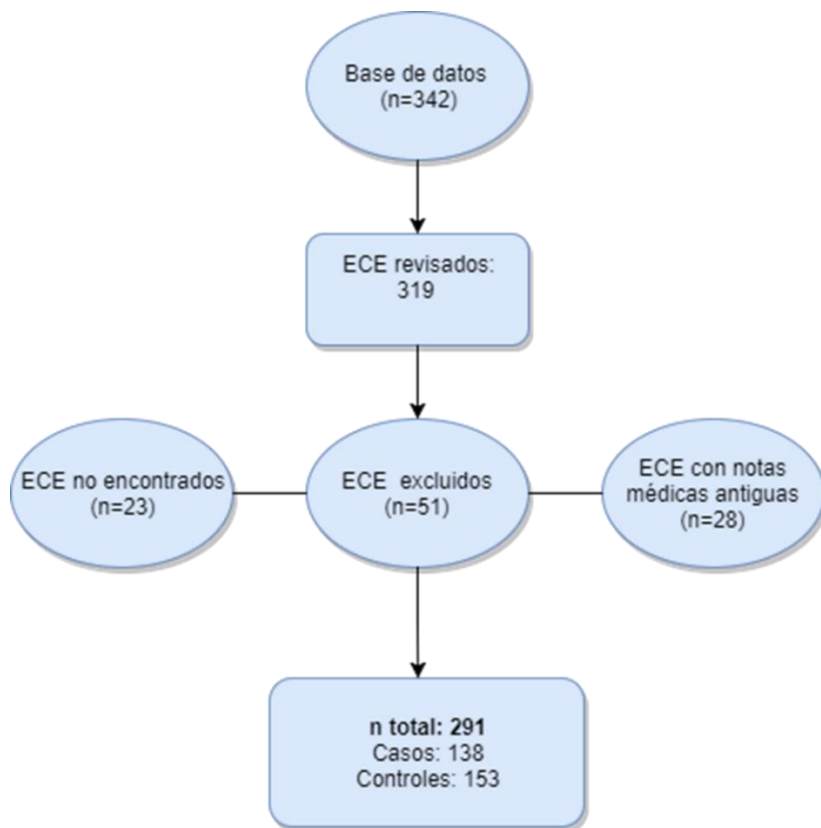 Base de datos
(n=342)
ECE revisados:
319
ECE no encontrados
(n=23)
ECE excluidos
(n=51)
ECE con notas
médicas antiguas
(n=28)
n total: 291
Casos: 138
Controles: 153